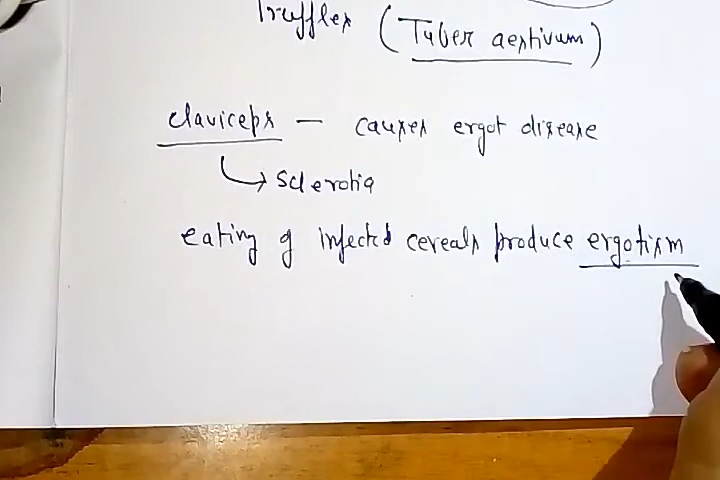 Truffles (Tuber aestivum)
claviceps — causes ergot disease
↳ Sclerotia
eating of infected cereals produce ergotism